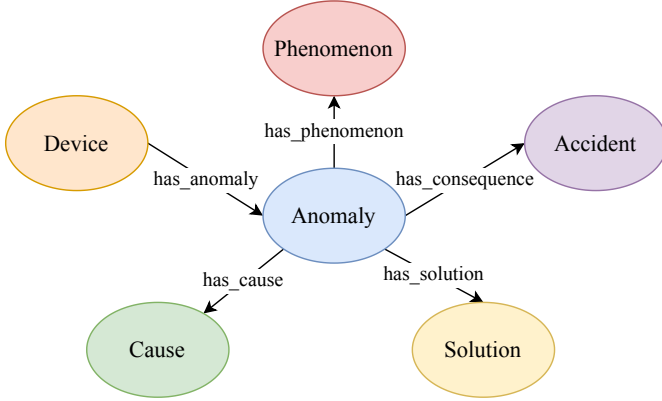 Phenomenon
Device
Accident
has_phenomenon
has_anomaly
has_consequence
Anomaly
has_cause
has_solution
Cause
Solution